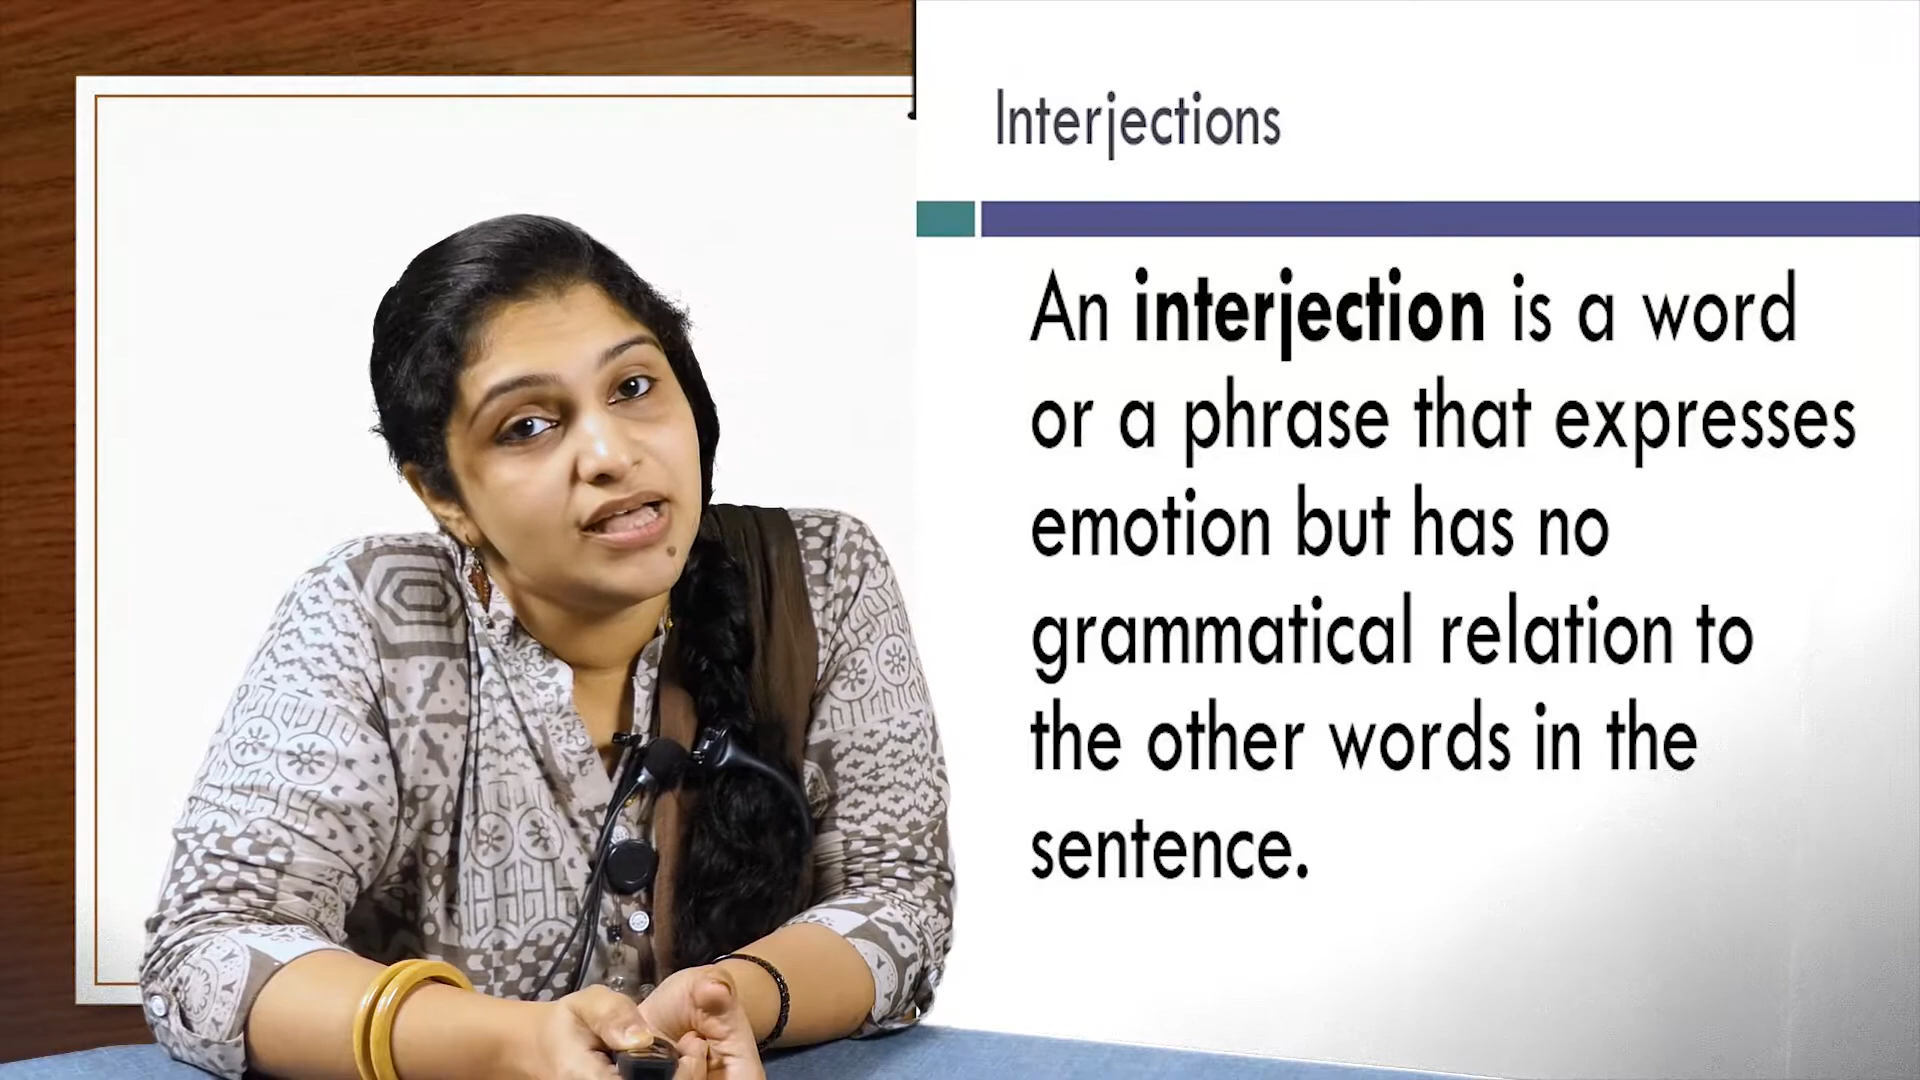 Interjections
An interjection is a word
or a phrase that expresses
emotion but has no
grammatical relation to
the other words in the
sentence.